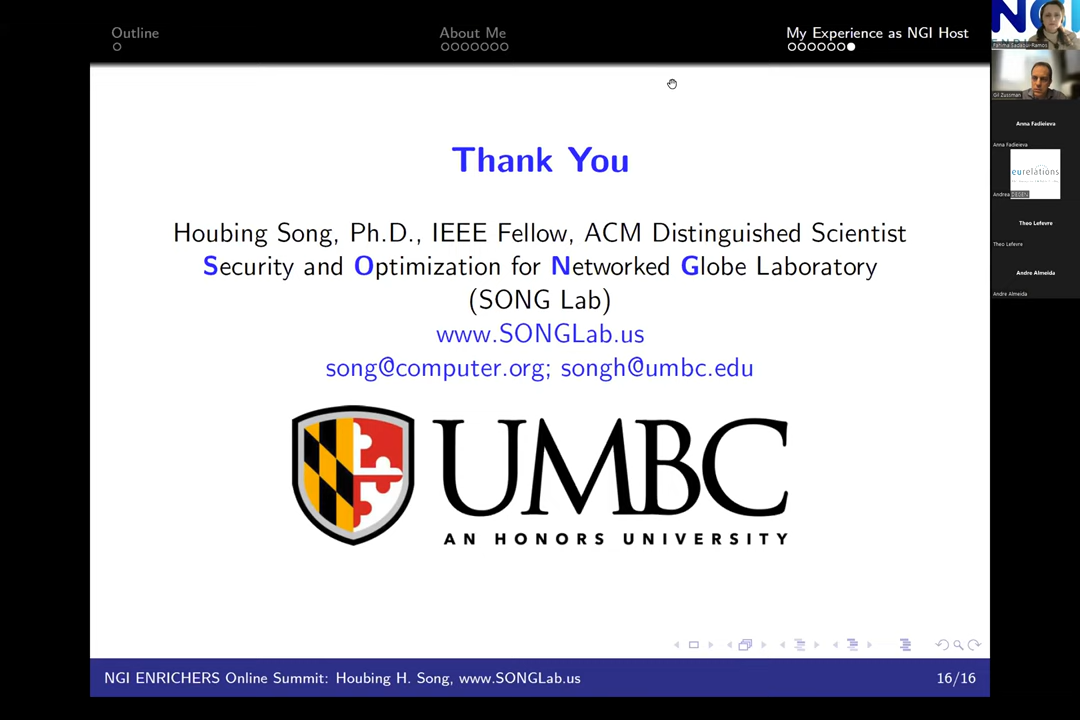 Outline
About Me
My Experience as NGI Host
Thank You
Houbing Song, Ph.D., IEEE Fellow, ACM Distinguished Scientist
Security and Optimization for Networked Globe Laboratory
(SONG Lab)
www.SONGLab.us
song@computer.org; songh@umbc.edu
UMBC
AN HONORS UNIVERSITY
NGI ENRICHERS Online Summit: Houbing H. Song, www.SONGLab.us
16/16
NGI
Gil Zussman
Anna Fadieieva
Anna Fadieieva
eurelations
Andrea
Theo Lefevre
Theo Lefevre
Andre Almeida
Andre Almeida